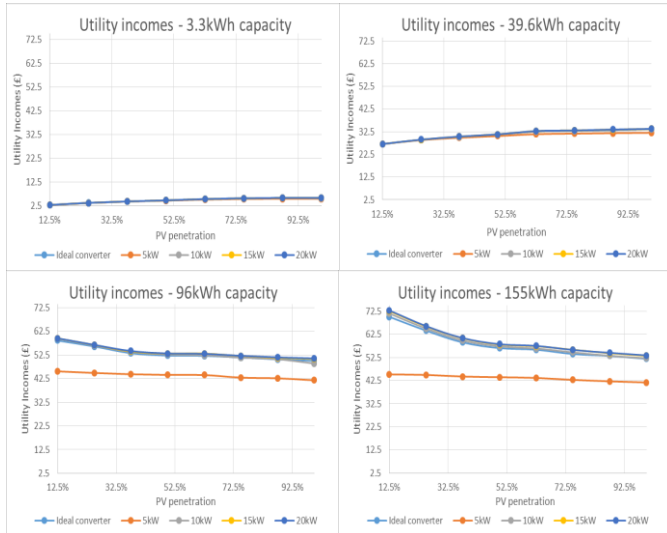 Utility incomes - 3.3kWh capacity
Utility Incomes (£)
72.5
62.5
52.5
42.5
32.5
22.5
12.5
2.5
12.5% 32.5% 52.5% 72.5% 92.5%
PV penetration
Ideal converter 5kW 10kW 15kW 20kW
Utility incomes - 39.6kWh capacity
Utility Incomes (£)
72.5
62.5
52.5
42.5
32.5
22.5
12.5
2.5
12.5% 32.5% 52.5% 72.5% 92.5%
PV penetration
Ideal converter 5kW 10kW 15kW 20kW
Utility incomes - 96kWh capacity
Utility Incomes (£)
72.5
62.5
52.5
42.5
32.5
22.5
12.5
2.5
12.5% 32.5% 52.5% 72.5% 92.5%
PV penetration
Ideal converter 5kW 10kW 15kW 20kW
Utility incomes - 155kWh capacity
Utility Incomes (£)
72.5
62.5
52.5
42.5
32.5
22.5
12.5
2.5
12.5% 32.5% 52.5% 72.5% 92.5%
PV penetration
Ideal converter 5kW 10kW 15kW 20kW